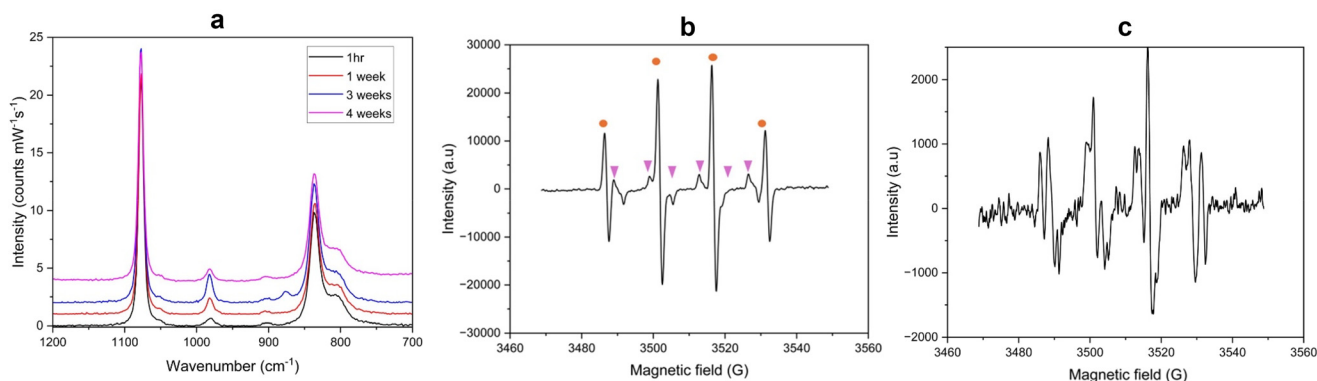 a
25
20
15
10
5
0
Intensity (counts mW⁻¹s⁻¹)
1hr
1 week
3 weeks
4 weeks
1200
1100
1000
900
800
700
Wavenumber (cm⁻¹)
b
30000
20000
10000
0
−10000
−20000
−30000
Intensity (a.u)
3460
3480
3500
3520
3540
3560
Magnetic field (G)
c
2000
1000
0
−1000
−2000
Intensity (a.u)
3460
3480
3500
3520
3540
3560
Magnetic field (G)